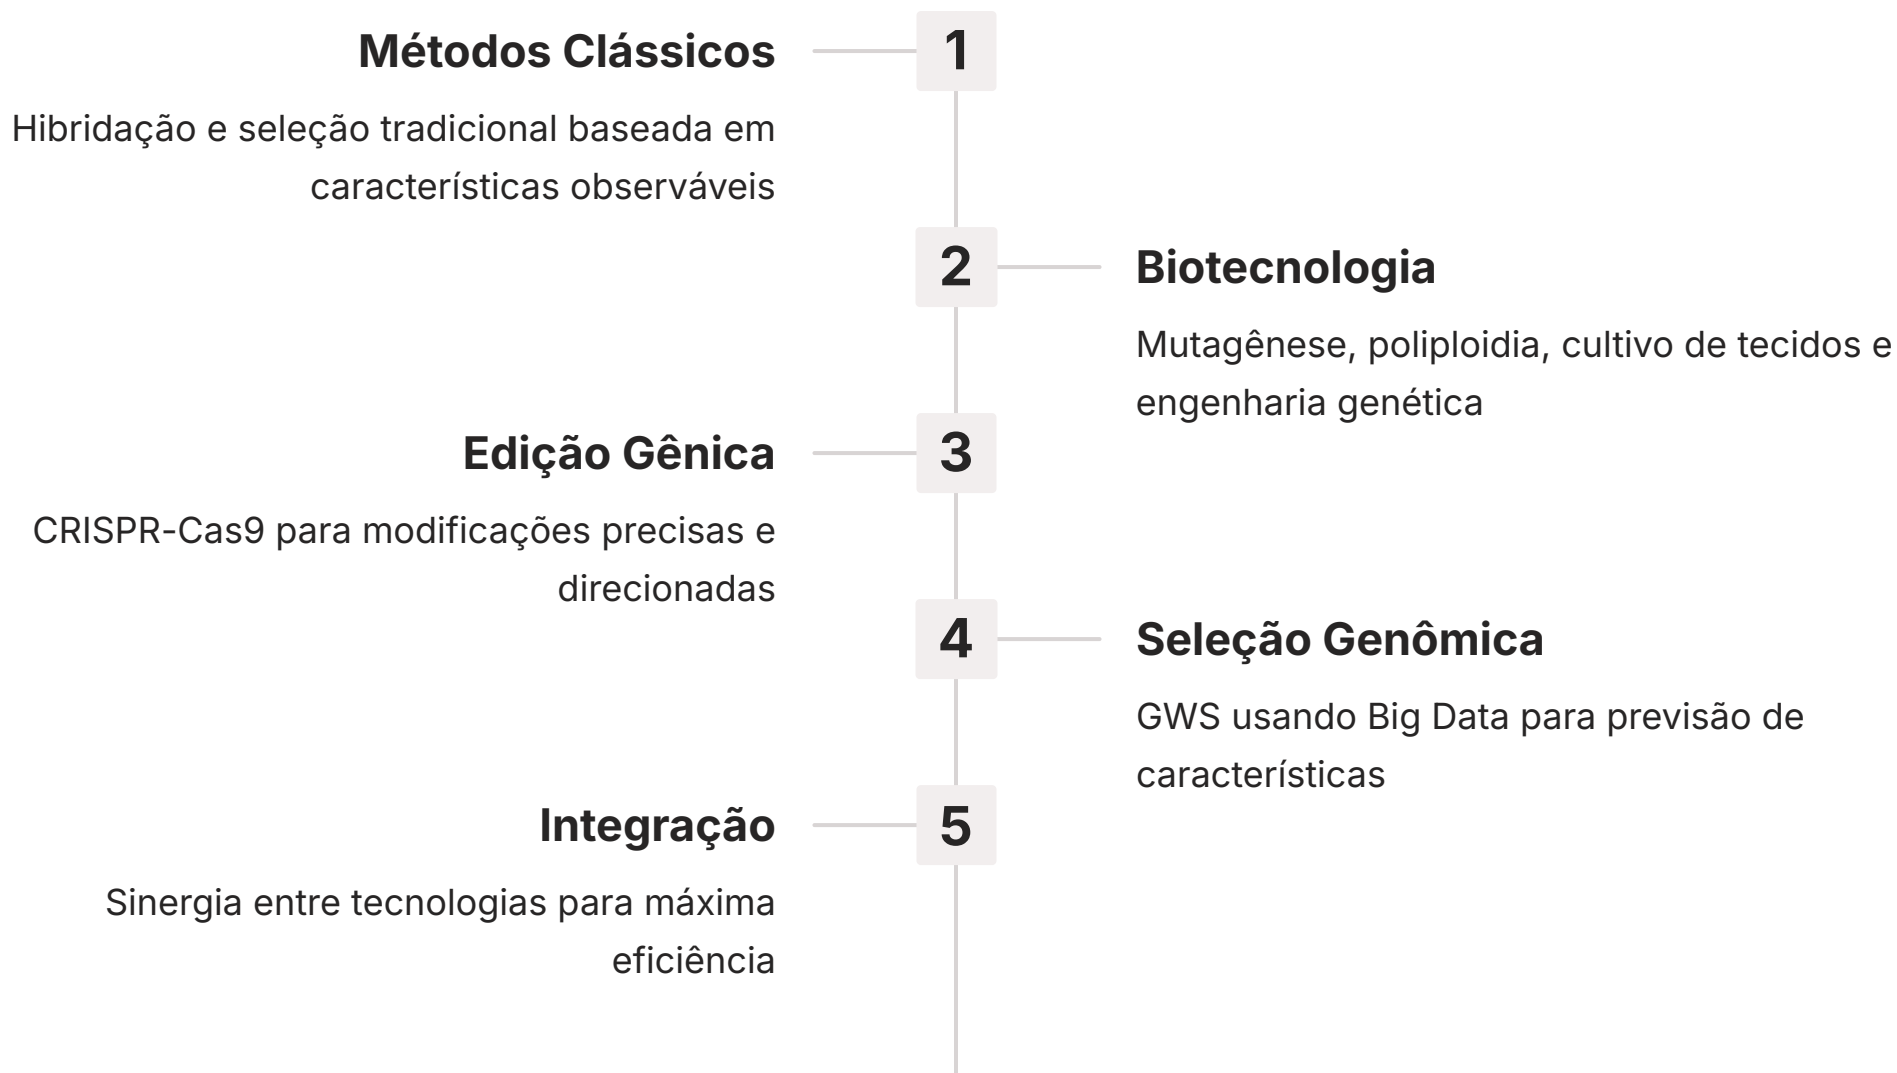 Métodos Clássicos
1
Hibridação e seleção tradicional baseada em
características observáveis
2
Biotecnologia
Mutagênese, poliploidia, cultivo de tecidos e
engenharia genética
Edição Gênica
3
CRISPR-Cas9 para modificações precisas e
direcionadas
4
Seleção Genômica
GWS usando Big Data para previsão de
características
Integração
5
Sinergia entre tecnologias para máxima
eficiência